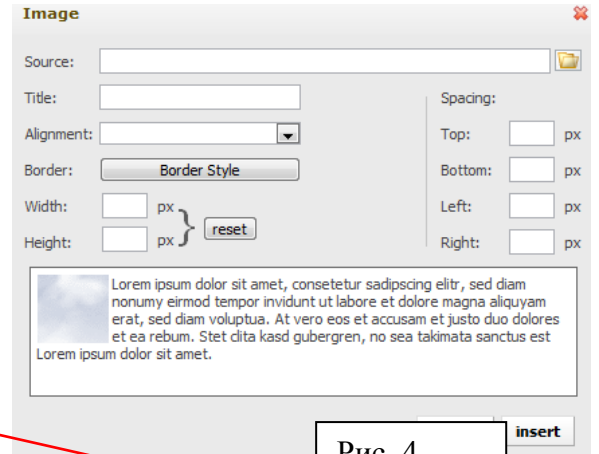 Image
Source:
Title:
Spacing:
Alignment:
Top: px
Border: Border Style
Bottom: px
Width: px
Left: px
reset
Height: px
Right: px
Lorem ipsum dolor sit amet, consetetur sadipscing elitr, sed diam
nonumy eirmod tempor invidunt ut labore et dolore magna aliquyam
erat, sed diam voluptua. At vero eos et accusam et justo duo dolores
et ea rebum. Stet clita kasd gubergren, no sea takimata sanctus est
Lorem ipsum dolor sit amet.
insert
Рис. 4